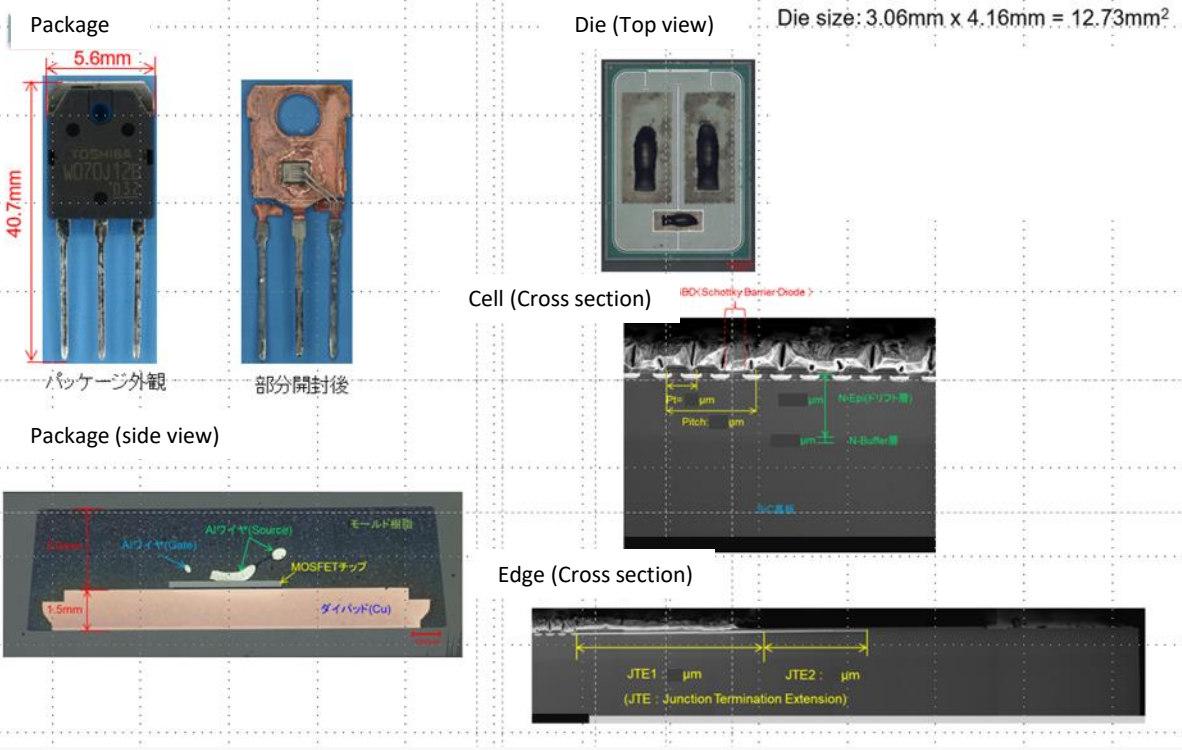 Package
Die (Top view)
Die size: 3.06mm x 4.16mm = 12.73mm²
5.6mm
40.7mm
TOSHIBA
W070J12B
パッケージ外観
部分開封後
Cell (Cross section)
BD<Schottky Barrier Diode>
Pt= μm
Pitch: μm
μm N-Epi(ドリフト層)
μm N-Buffer層
SiC基板
Package (side view)
モールド樹脂
Alワイヤ(Source)
Alワイヤ(Gate)
MOSFETチップ
1.5mm
ダイパッド(Cu)
Edge (Cross section)
JTE1 μm
JTE2 : μm
(JTE : Junction Termination Extension)